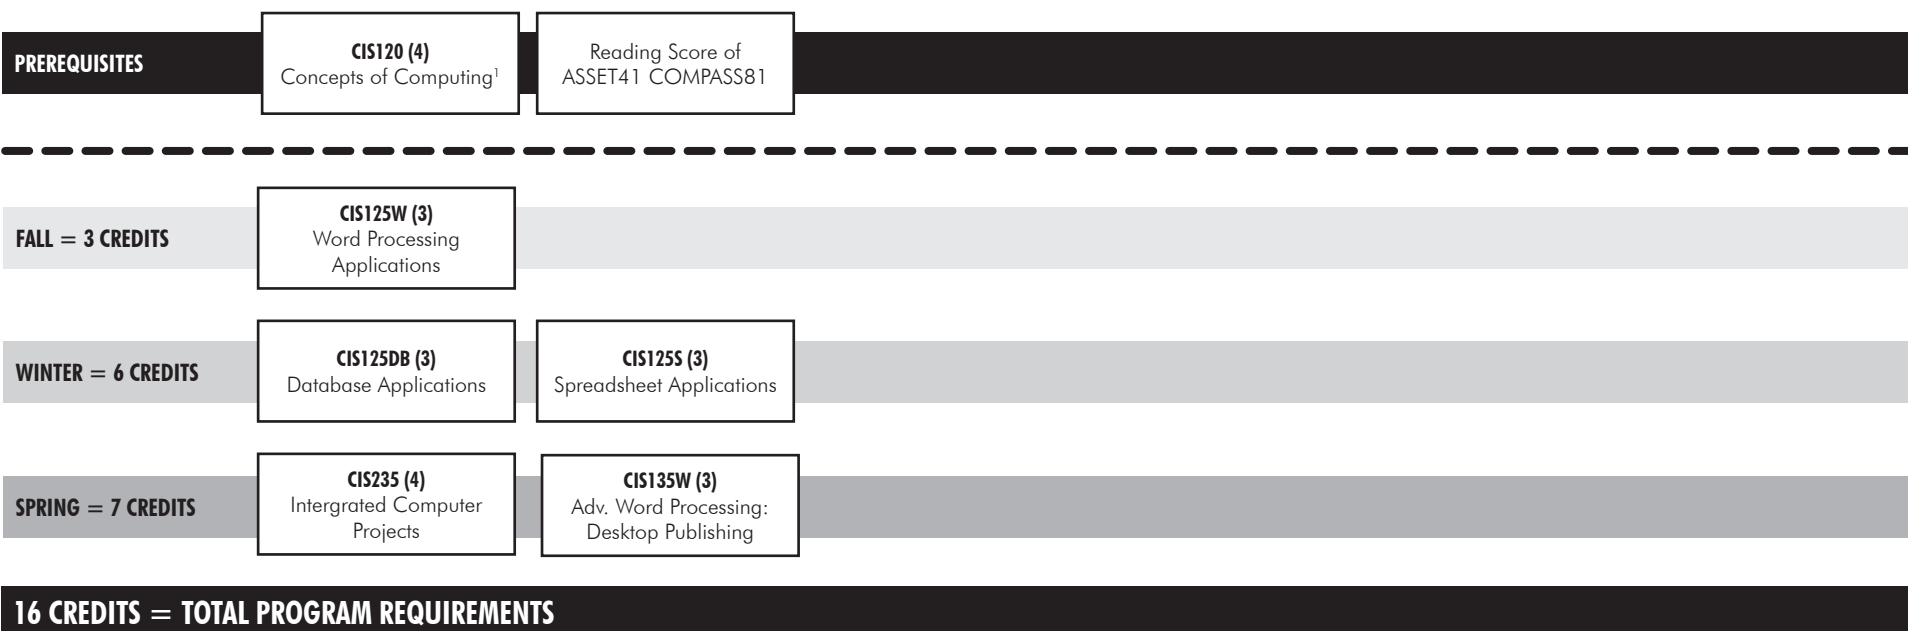 PREREQUISITES
CIS120 (4)
Concepts of Computing¹
Reading Score of
ASSET41 COMPASS81
FALL = 3 CREDITS
CIS125W (3)
Word Processing
Applications
WINTER = 6 CREDITS
CIS125DB (3)
Database Applications
CIS125S (3)
Spreadsheet Applications
SPRING = 7 CREDITS
CIS235 (4)
Intergrated Computer
Projects
CIS135W (3)
Adv. Word Processing:
Desktop Publishing
16 CREDITS = TOTAL PROGRAM REQUIREMENTS